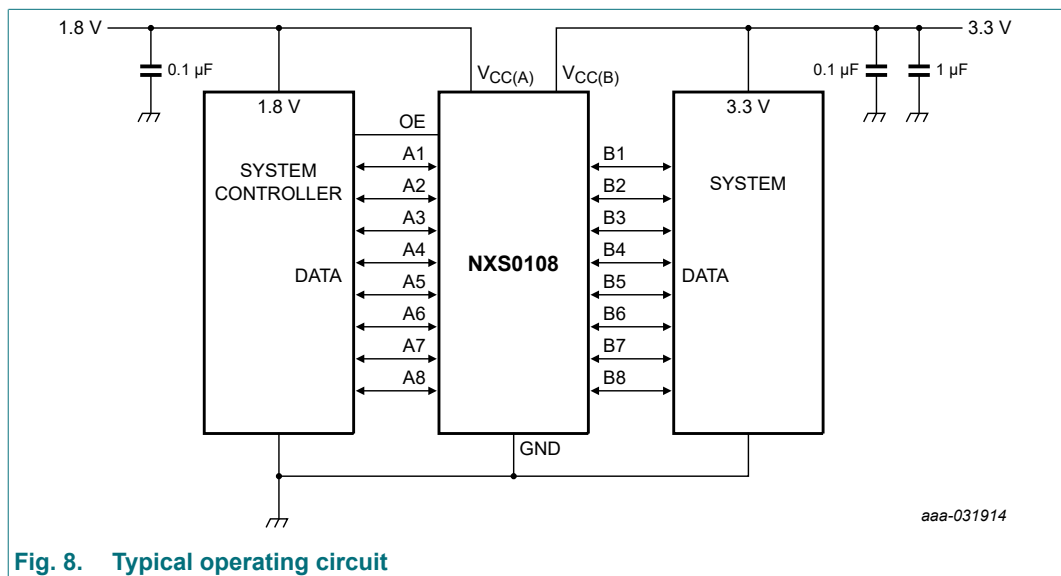 1.8 V
3.3 V
0.1 µF
VCC(A)
VCC(B)
0.1 µF
1 µF
1.8 V
3.3 V
OE
A1
B1
SYSTEM
CONTROLLER
SYSTEM
A2
B2
A3
B3
A4
B4
NXS0108
DATA
DATA
A5
B5
A6
B6
A7
B7
A8
B8
GND
aaa-031914
Fig. 8. Typical operating circuit